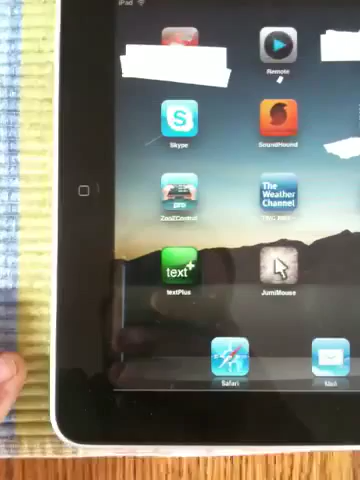 iPad
Remote
S
Skype
SoundHound
The
Weather
Channel
text+
textPlus
JumiMouse
Safari
Mail